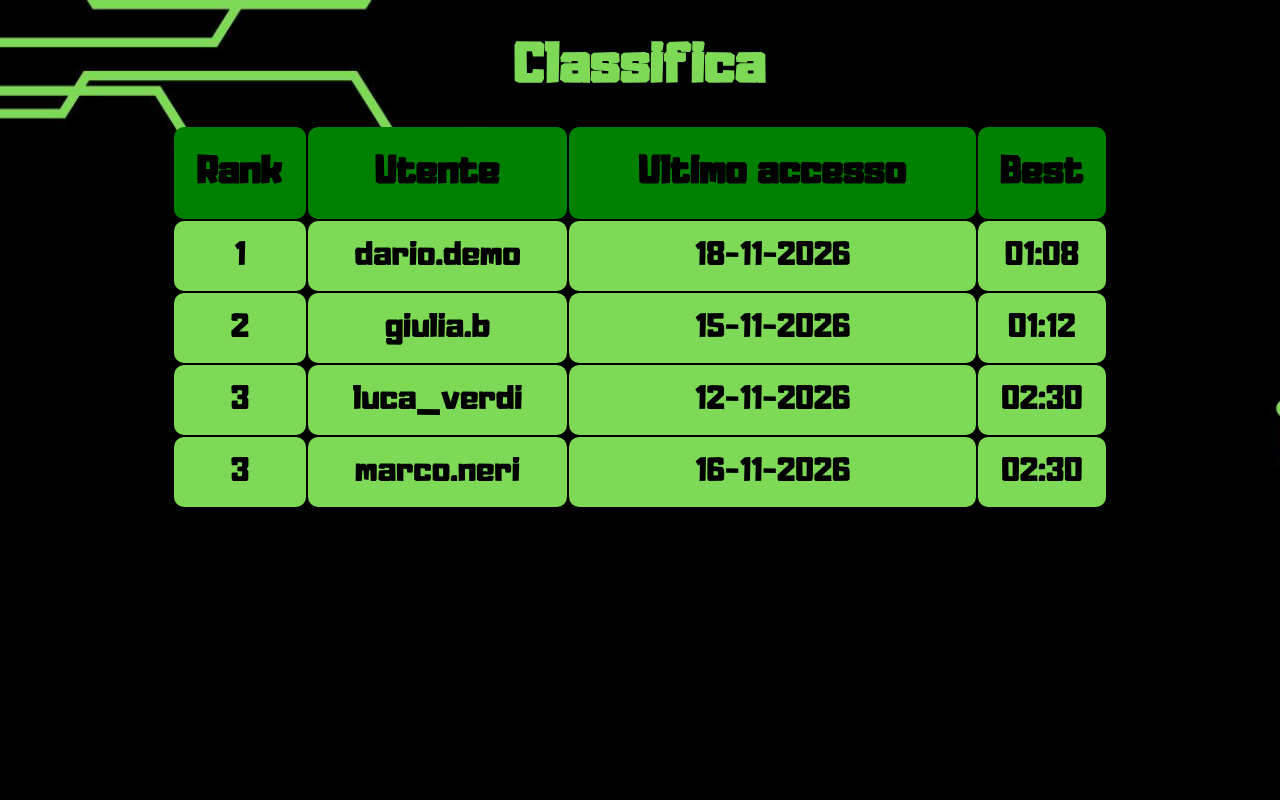 Classifica
Rank Utente Ultimo accesso Best
1 dario.demo 18-11-2026 01:08
2 giulia.b 15-11-2026 01:12
3 luca_verdi 12-11-2026 02:30
3 marco.neri 16-11-2026 02:30